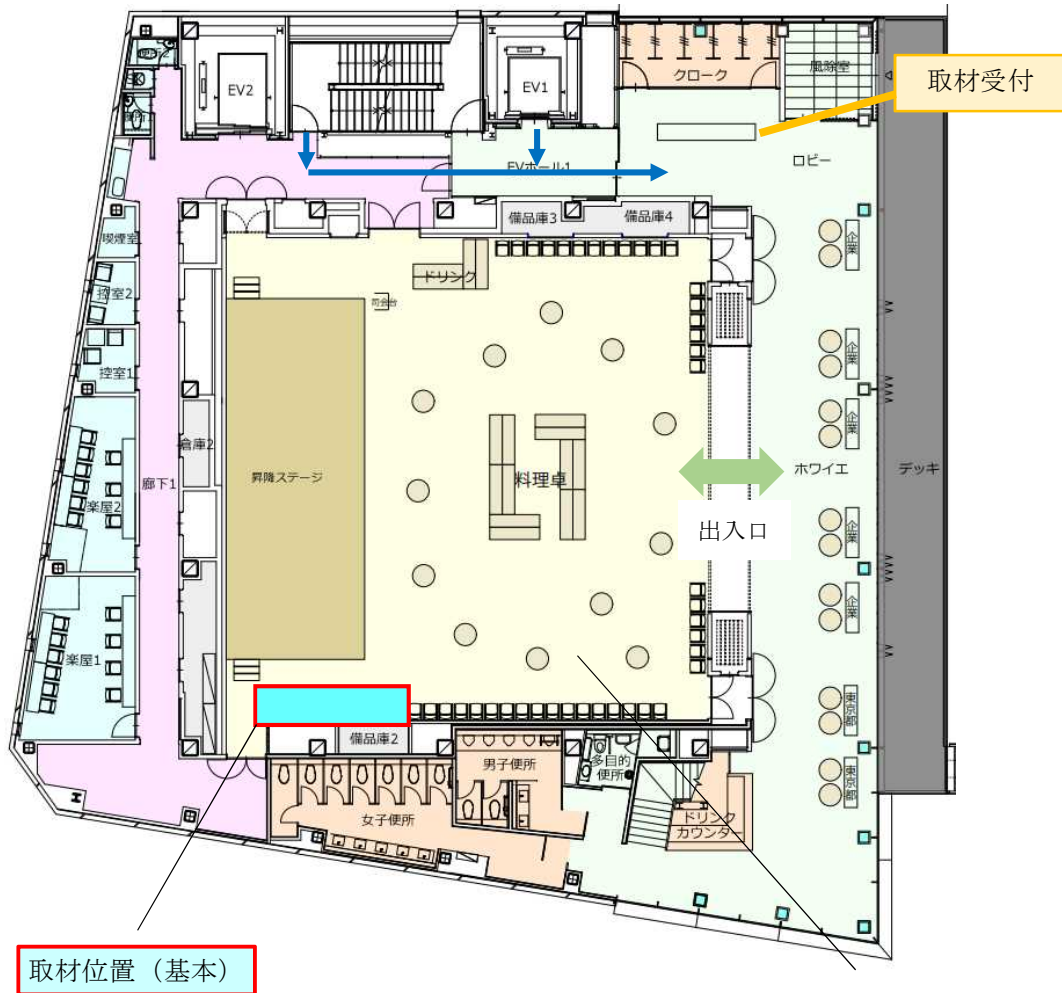 クローク
風除室
取材受付
EV2
EV1
EVホール1
ロビー
備品庫3
備品庫4
喫煙室
ドリンク
企業
控室2
司会台
控室1
企業
企業
倉庫2
料理卓
ホワイエ
デッキ
昇降ステージ
廊下1
楽屋2
出入口
企業
企業
楽屋1
東京都
備品庫2
男子便所
多目的
便所
東京都
女子便所
ドリンク
カウンター
取材位置（基本）